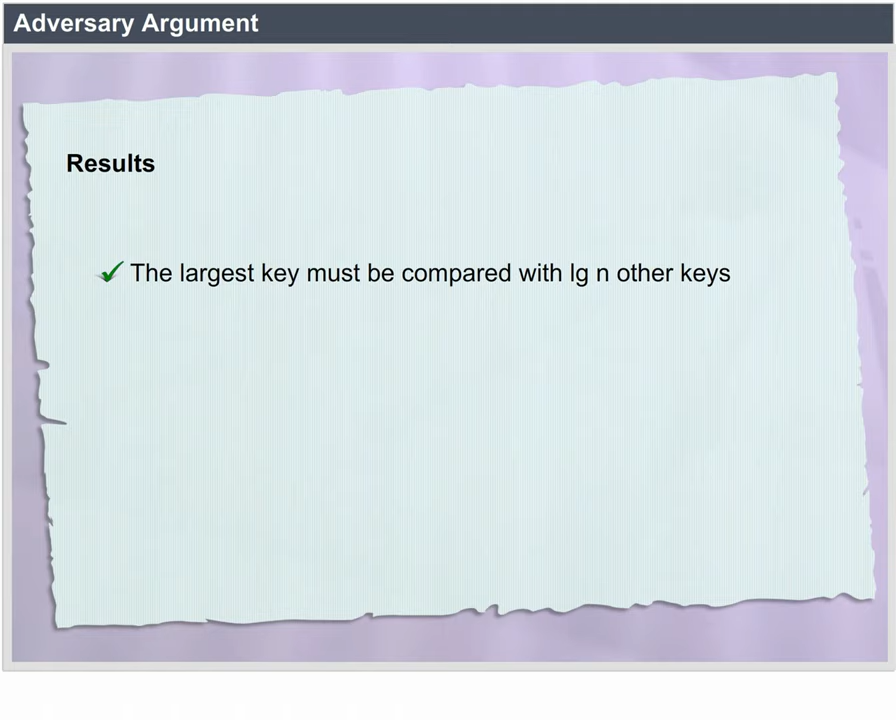 Adversary Argument
Results
The largest key must be compared with lg n other keys